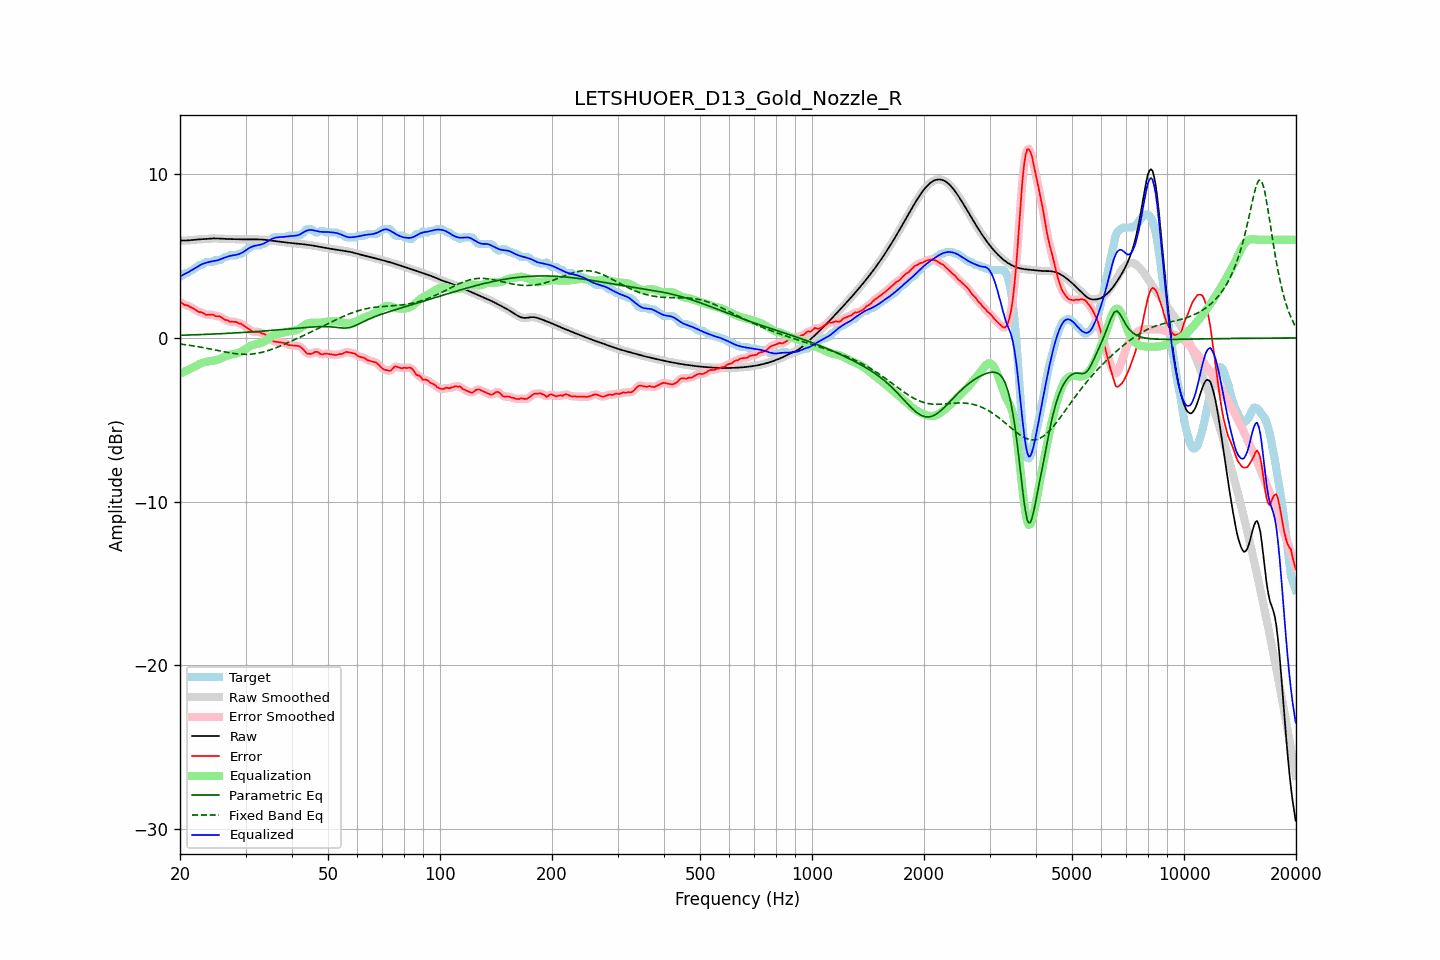 LETSHUOER_D13_Gold_Nozzle_R
Amplitude (dBr)
10
0
−10
−20
−30
Target
Raw Smoothed
Error Smoothed
Raw
Error
Equalization
Parametric Eq
Fixed Band Eq
Equalized
20 50 100 200 500 1000 2000 5000 10000 20000
Frequency (Hz)